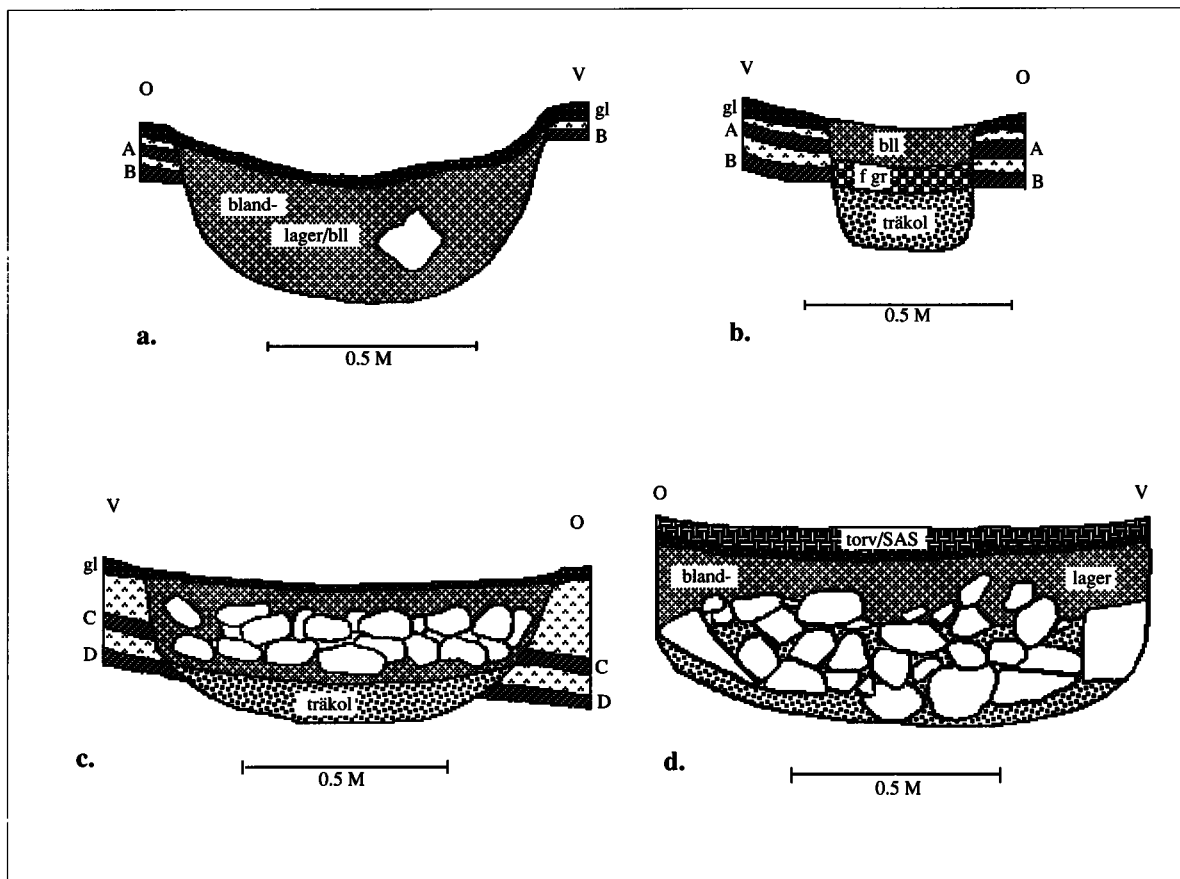 O
V
gl
A
B
B
bland-
lager/bll
a.
0.5 M
V
O
gl
A
B
bll
f gr
träkol
A
B
b.
0.5 M
V
O
gl
C
D
träkol
C
D
c.
0.5 M
O
V
torv/SAS
bland-
lager
d.
0.5 M